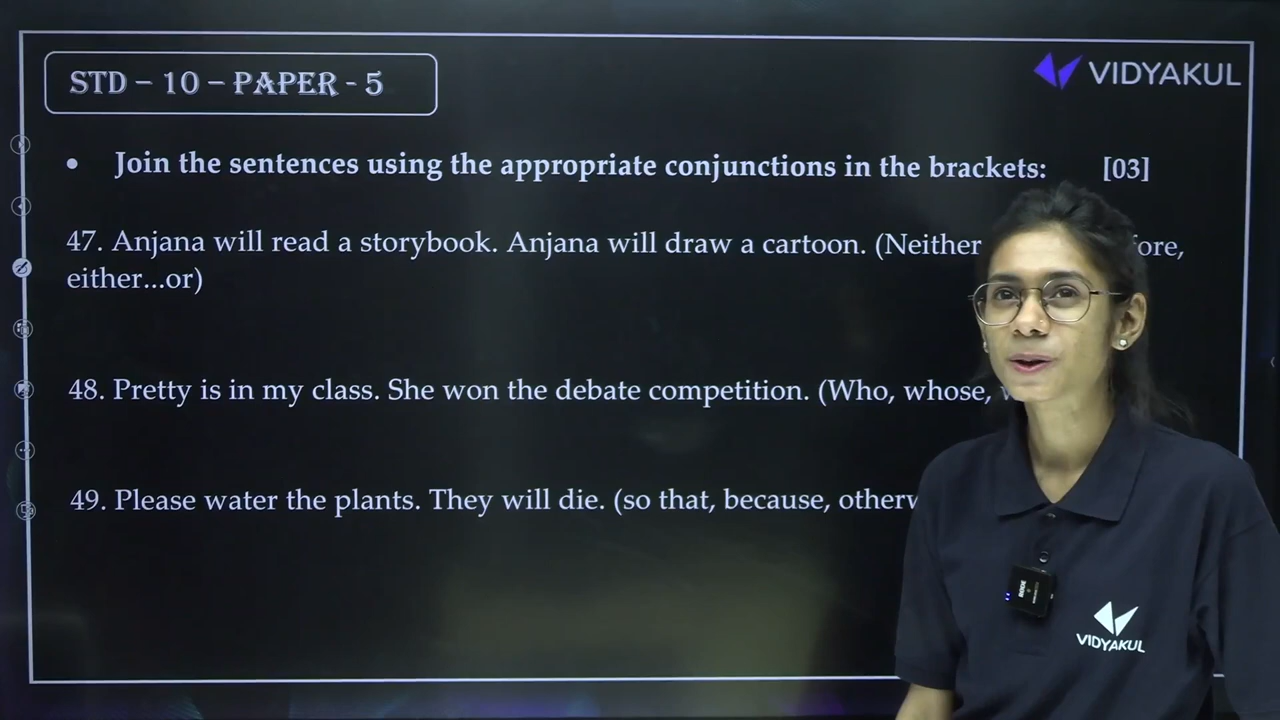 STD – 10 – PAPER - 5
VIDYAKUL
• Join the sentences using the appropriate conjunctions in the brackets: [03]
47. Anjana will read a storybook. Anjana will draw a cartoon. (Neither
either...or)
48. Pretty is in my class. She won the debate competition. (Who, whose,
49. Please water the plants. They will die. (so that, because,
RODE
VIDYAKUL